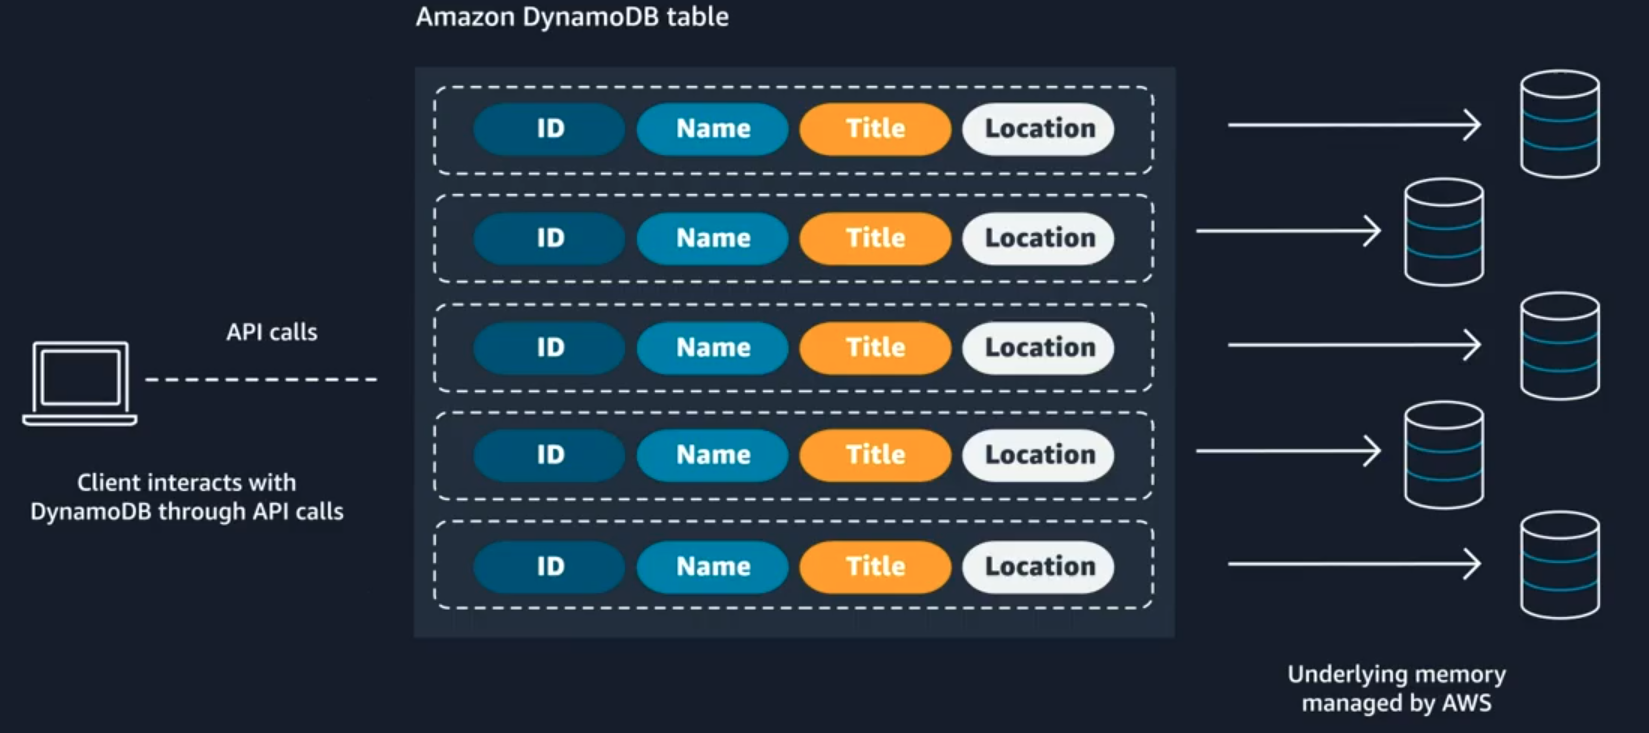 Amazon DynamoDB table
ID Name Title Location
ID Name Title Location
API calls
ID Name Title Location
Client interacts with
DynamoDB through API calls
ID Name Title Location
ID Name Title Location
Underlying memory
managed by AWS